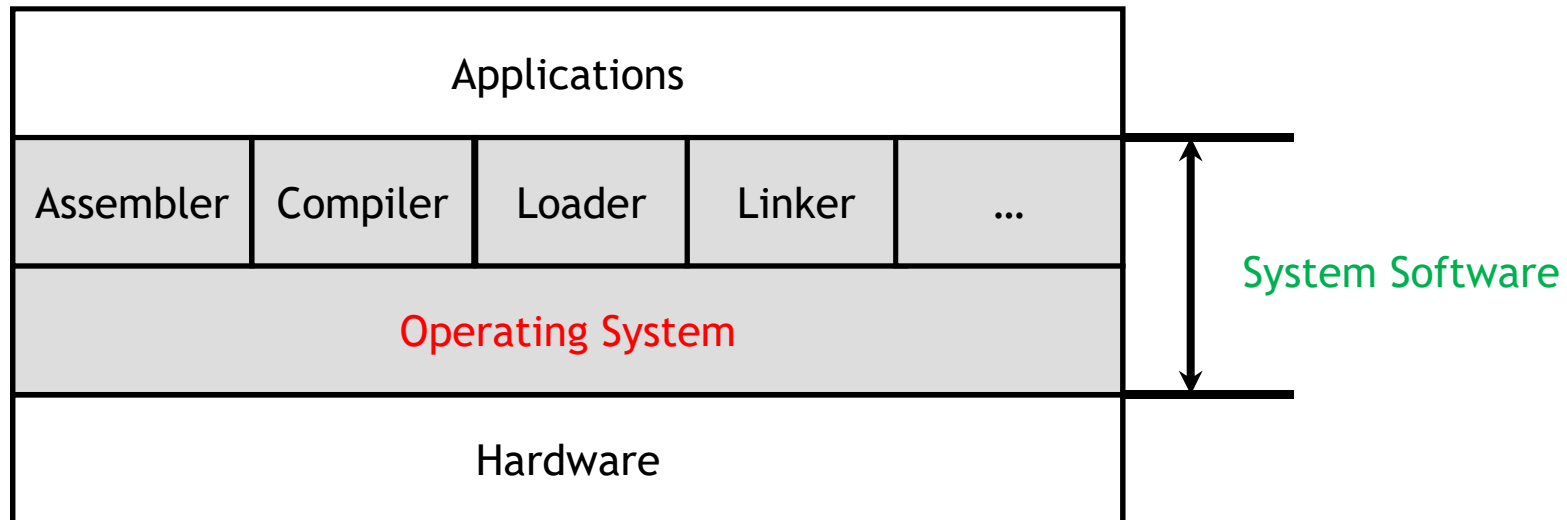 Applications
Assembler Compiler Loader Linker …
System Software
Operating System
Hardware